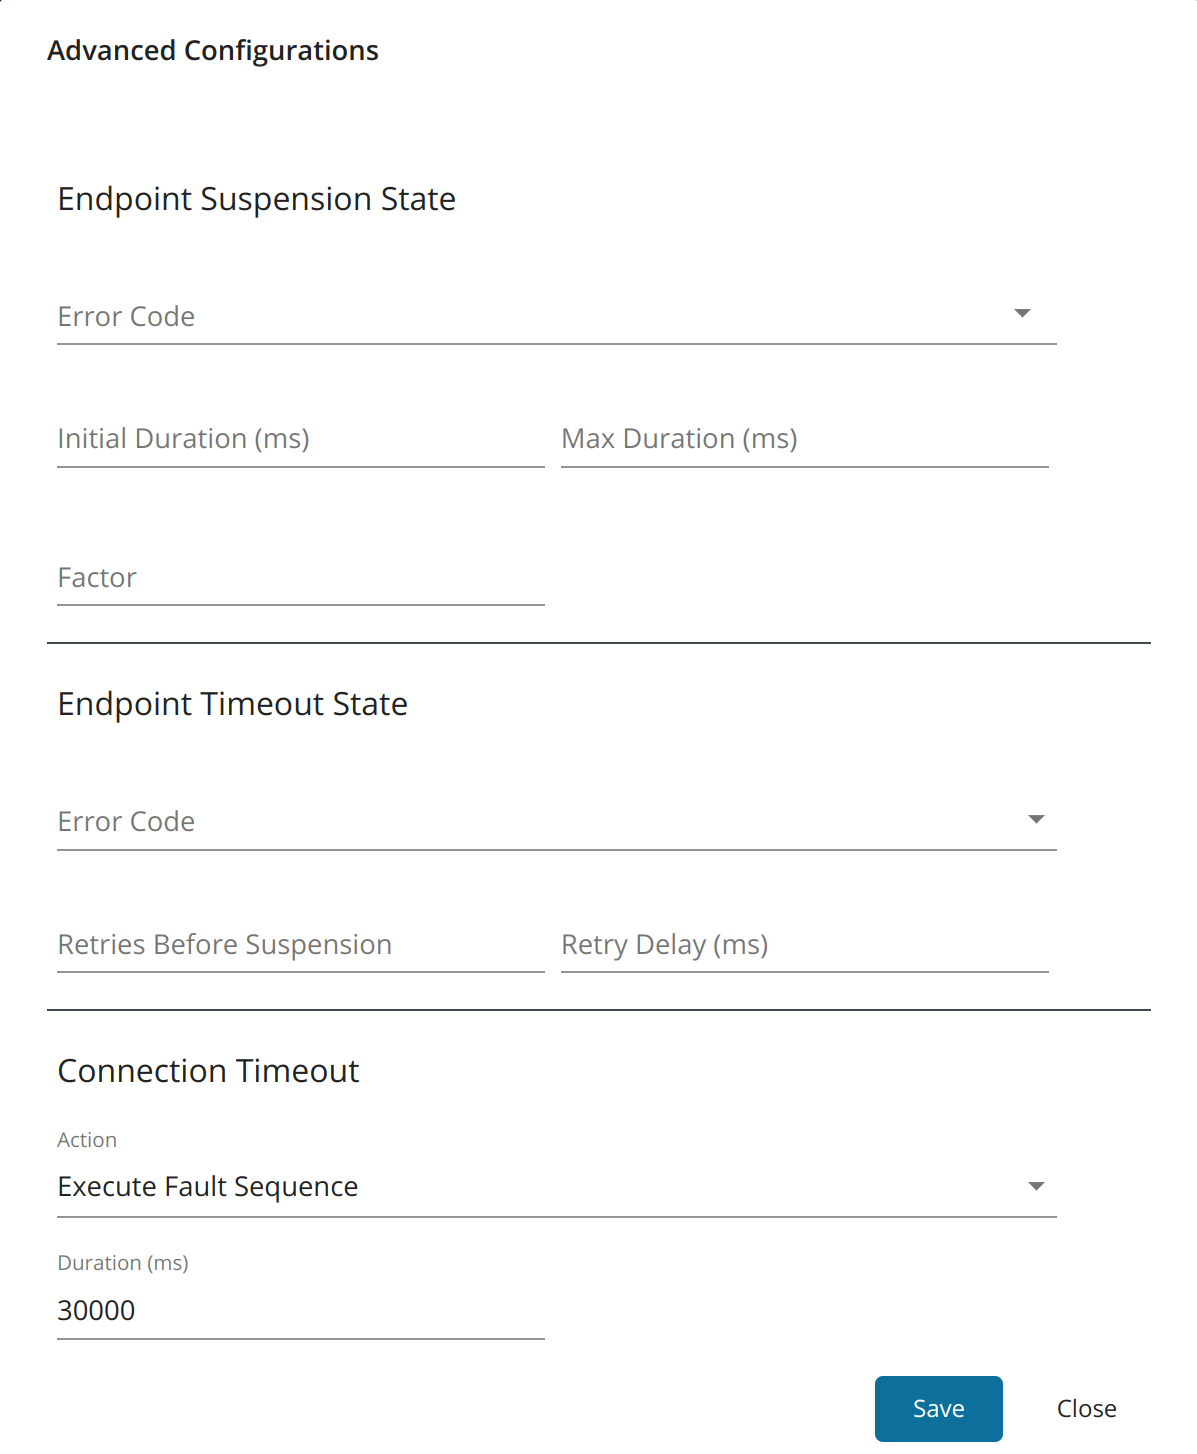 Advanced Configurations
Endpoint Suspension State
Error Code
Initial Duration (ms) Max Duration (ms)
Factor
Endpoint Timeout State
Error Code
Retries Before Suspension Retry Delay (ms)
Connection Timeout
Action
Execute Fault Sequence
Duration (ms)
30000
Save Close